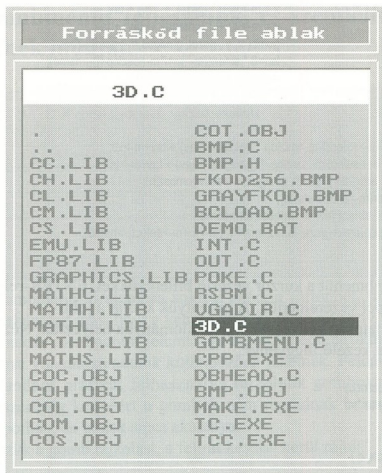 Forráskód file ablak
3D.C
. COT.OBJ
.. BMP.C
CC.LIB BMP.H
CH.LIB FKOD256.BMP
CL.LIB GRAYFKOD.BMP
CM.LIB BCLOAD.BMP
CS.LIB DEMO.BAT
EMU.LIB INT.C
FP87.LIB OUT.C
GRAPHICS.LIB POKE.C
MATHC.LIB RSBM.C
MATHH.LIB VGADIR.C
MATHL.LIB 3D.C
MATHM.LIB GOMBMENU.C
MATHS.LIB CPP.EXE
COC.OBJ DBHEAD.C
COH.OBJ BMP.OBJ
COL.OBJ MAKE.EXE
COM.OBJ TC.EXE
COS.OBJ TCC.EXE